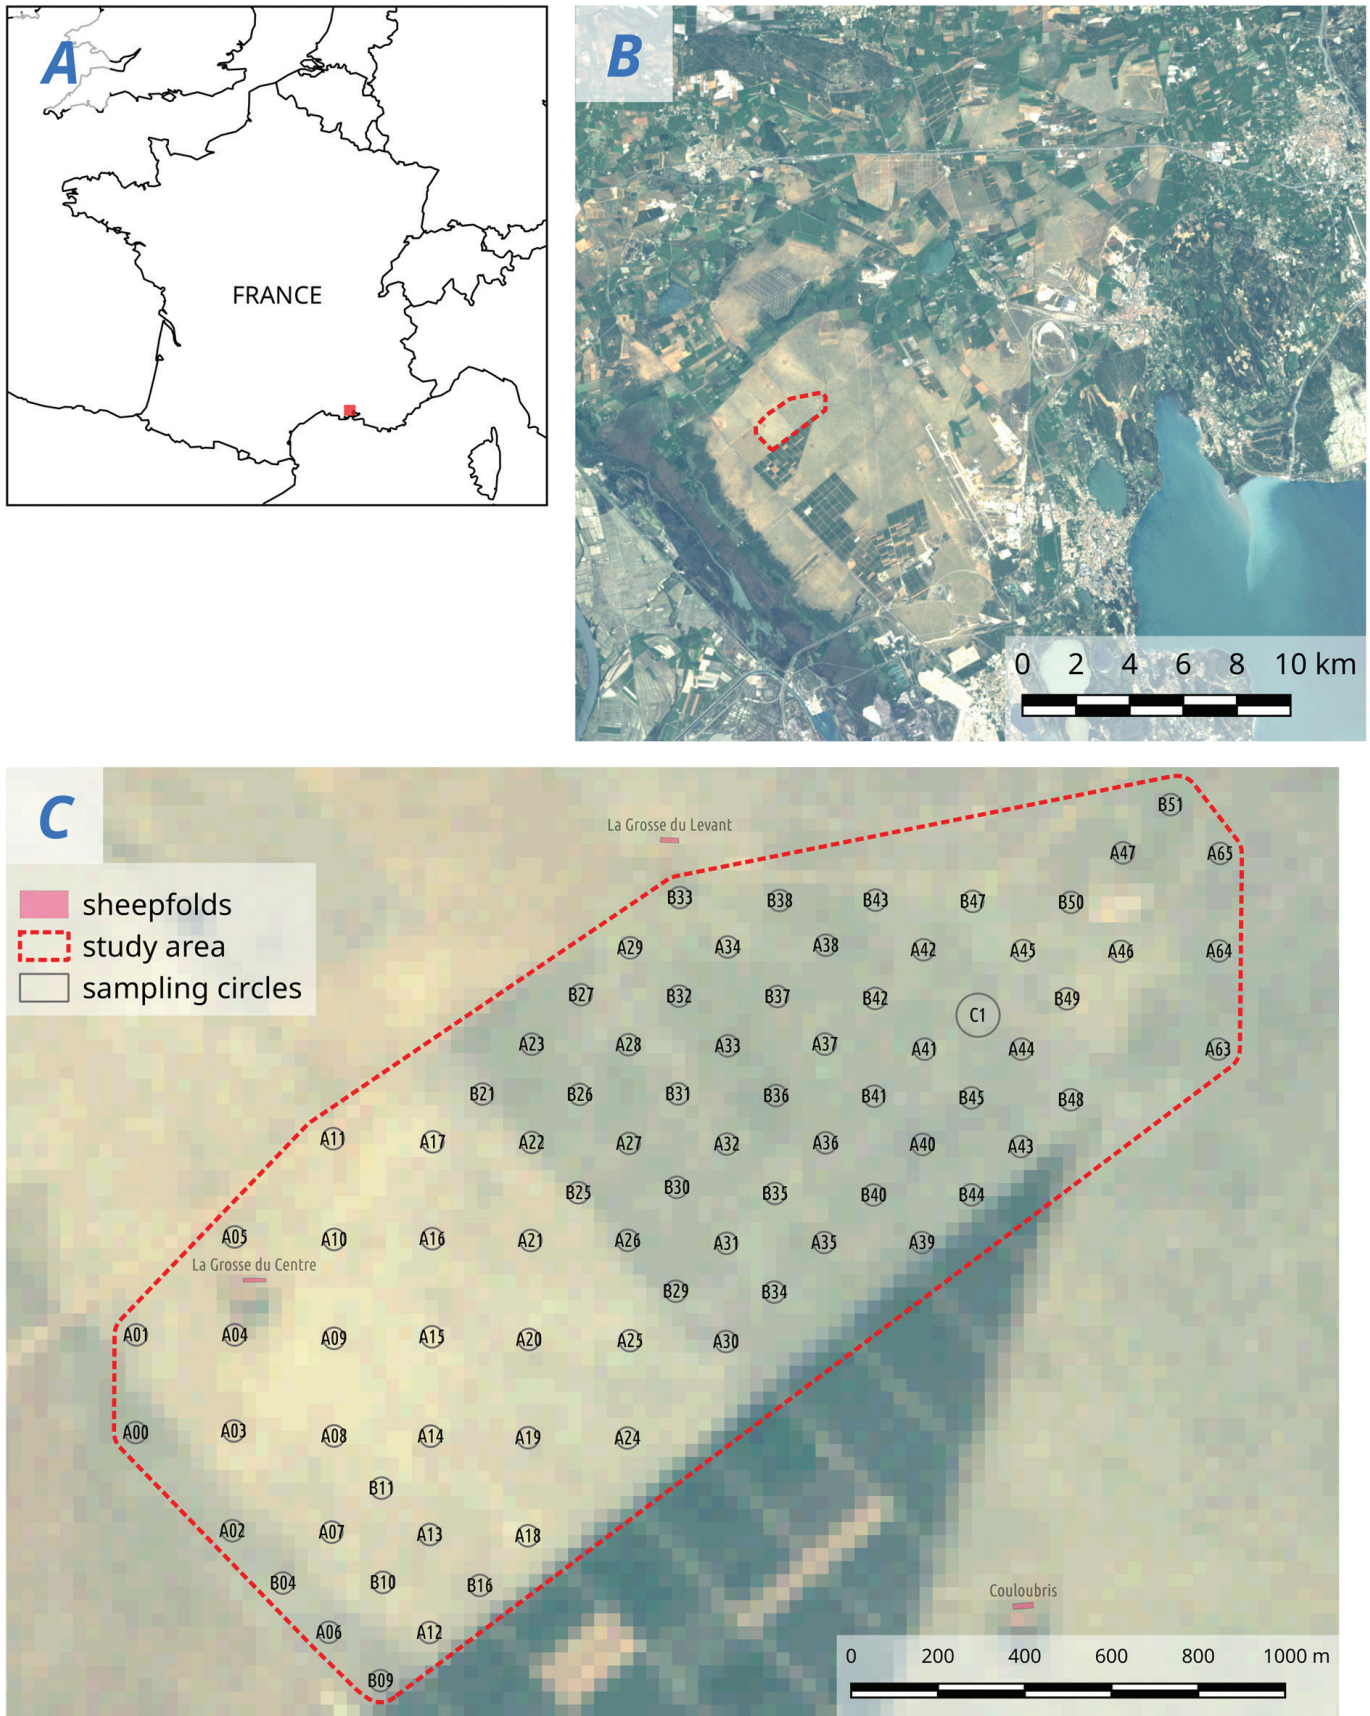 A
FRANCE
B
0 2 4 6 8 10 km
C
sheepfolds
study area
sampling circles
La Grosse du Levant
B51
A47 A65
B33 B38 B43 B47 B50
A29 A34 A38 A42 A45 A46 A64
B27 B32 B37 B42 B49
C1
A23 A28 A33 A37 A41 A44 A63
B21 B26 B31 B36 B41 B45 B48
A11 A17 A22 A27 A32 A36 A40 A43
B25 B30 B35 B40 B44
A05 A10 A16 A21 A26 A31 A35 A39
La Grosse du Centre
B29 B34
A01 A04 A09 A15 A20 A25 A30
A00 A03 A08 A14 A19 A24
B11
A02 A07 A13 A18
B04 B10 B16
Couloubris
A06 A12
0 200 400 600 800 1000 m
B09